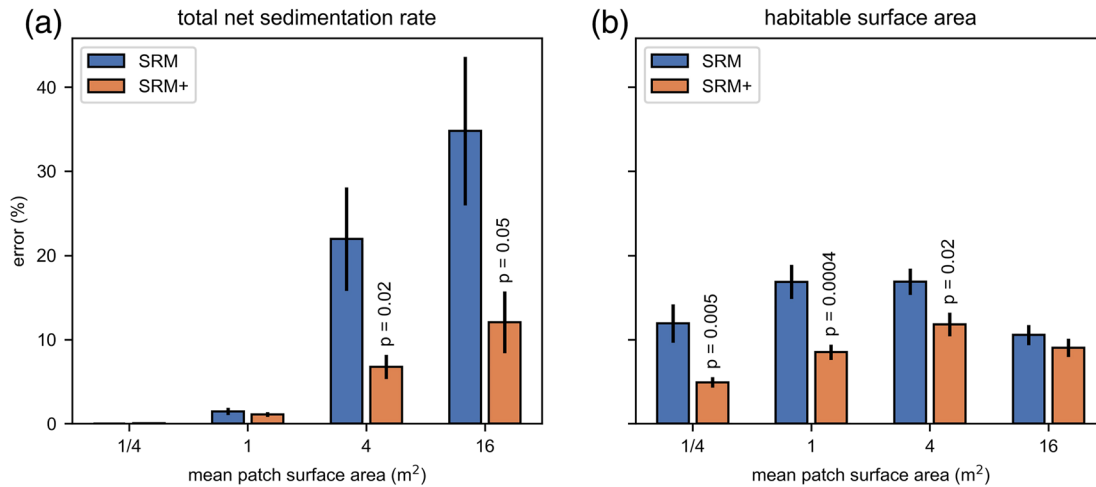 (a)
total net sedimentation rate
SRM
SRM+
error (%)
40
30
20
10
0
p = 0.02
p = 0.05
1/4
1
4
16
mean patch surface area (m²)
(b)
habitable surface area
SRM
SRM+
p = 0.005
p = 0.0004
p = 0.02
1/4
1
4
16
mean patch surface area (m²)